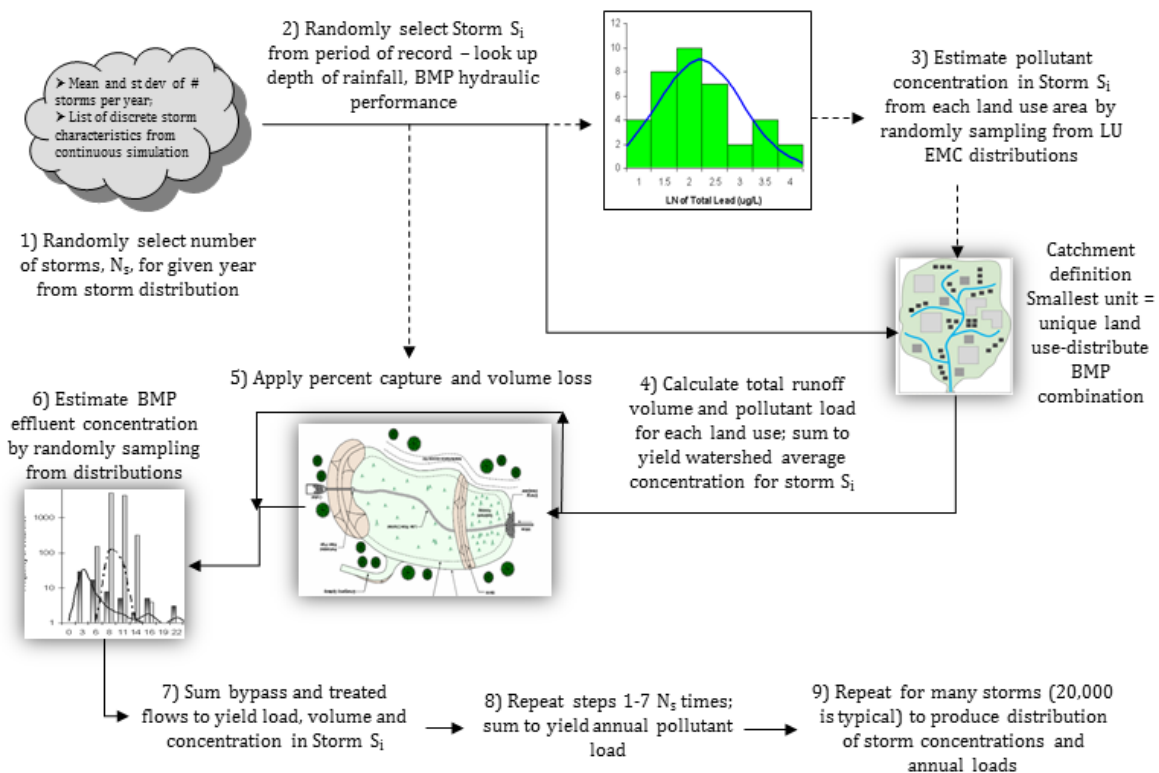 ➤ Mean and st dev of #
storms per year;
➤ List of discrete storm
characteristics from
continuous simulation
1) Randomly select number
of storms, Ns, for given year
from storm distribution
2) Randomly select Storm Si
from period of record – look up
depth of rainfall, BMP hydraulic
performance
12
10
8
6
4
2
0
1 1.5 2 2.5 3 3.5 4
LN of Total Lead (ug/L)
3) Estimate pollutant
concentration in Storm Si
from each land use area by
randomly sampling from LU
EMC distributions
Catchment
definition
Smallest unit =
unique land
use-distribute
BMP
combination
4) Calculate total runoff
volume and pollutant load
for each land use; sum to
yield watershed average
concentration for storm Si
5) Apply percent capture and volume loss
6) Estimate BMP
effluent concentration
by randomly sampling
from distributions
1000
100
10
1
0 3 6 8 11 14 16 19 22
7) Sum bypass and treated
flows to yield load, volume and
concentration in Storm Si
8) Repeat steps 1-7 Ns times;
sum to yield annual pollutant
load
9) Repeat for many storms (20,000
is typical) to produce distribution
of storm concentrations and
annual loads